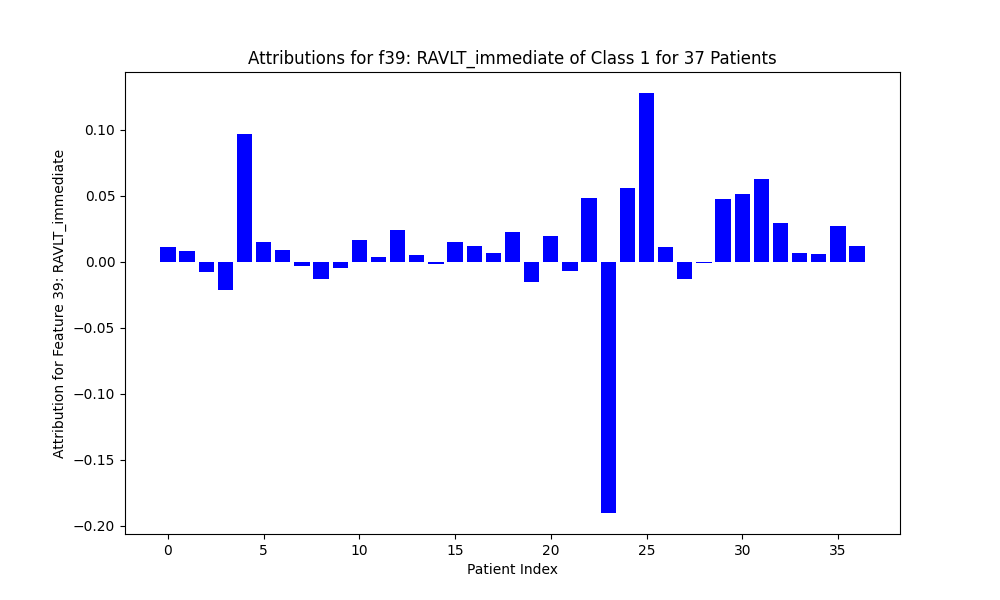 Attributions for f39: RAVLT_immediate of Class 1 for 37 Patients
Attribution for Feature 39: RAVLT_immediate
0.10
0.05
0.00
−0.05
−0.10
−0.15
−0.20
0 5 10 15 20 25 30 35
Patient Index